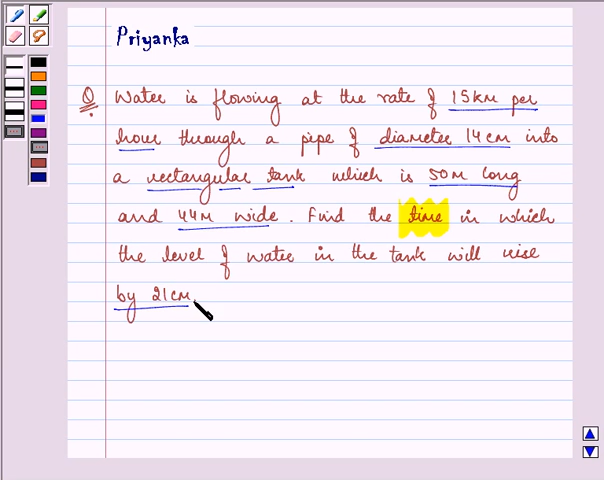 Priyanka
Q. Water is flowing at the rate of 15KM per
hour through a pipe of diameter 14cm into
a rectangular tank which is 50M long
and 44M wide. Find the time in which
the level of water in the tank will rise
by 21cm